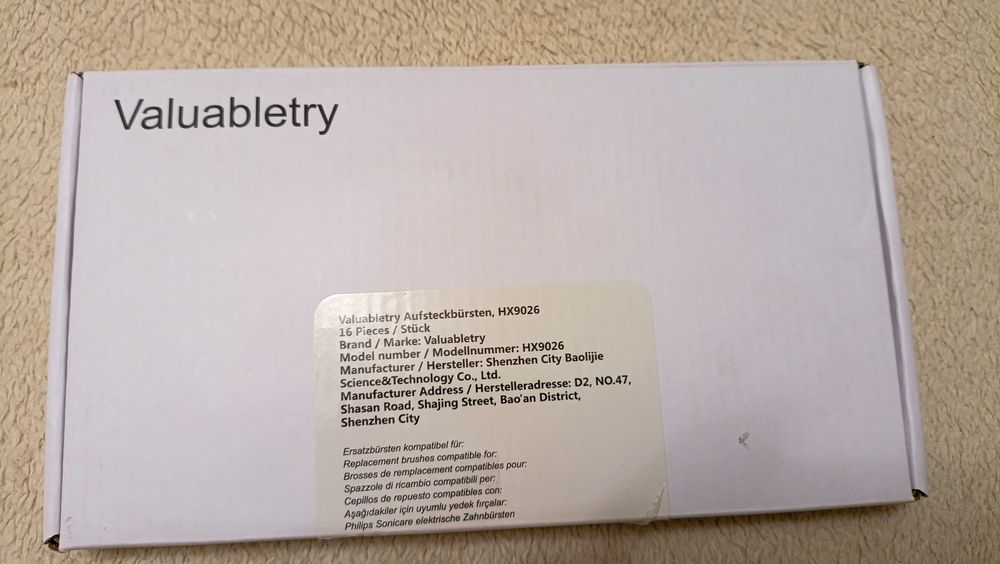 Valuabletry
Valuabletry Aufsteckbürsten, HX9026
16 Pieces / Stück
Brand / Marke: Valuabletry
Model number / Modellnummer: HX9026
Manufacturer / Hersteller: Shenzhen City Baolijie
Science&Technology Co., Ltd.
Manufacturer Address / Herstelleradresse: D2, NO.47,
Shasan Road, Shajing Street, Bao'an District,
Shenzhen City
Ersatzbürsten kompatibel für:
Replacement brushes compatible for:
Brosses de remplacement compatibles pour:
Spazzole di ricambio compatibili per:
Cepillos de repuesto compatibles con:
Aşağıdakiler için uyumlu yedek fırçalar:
Philips Sonicare elektrische Zahnbürsten